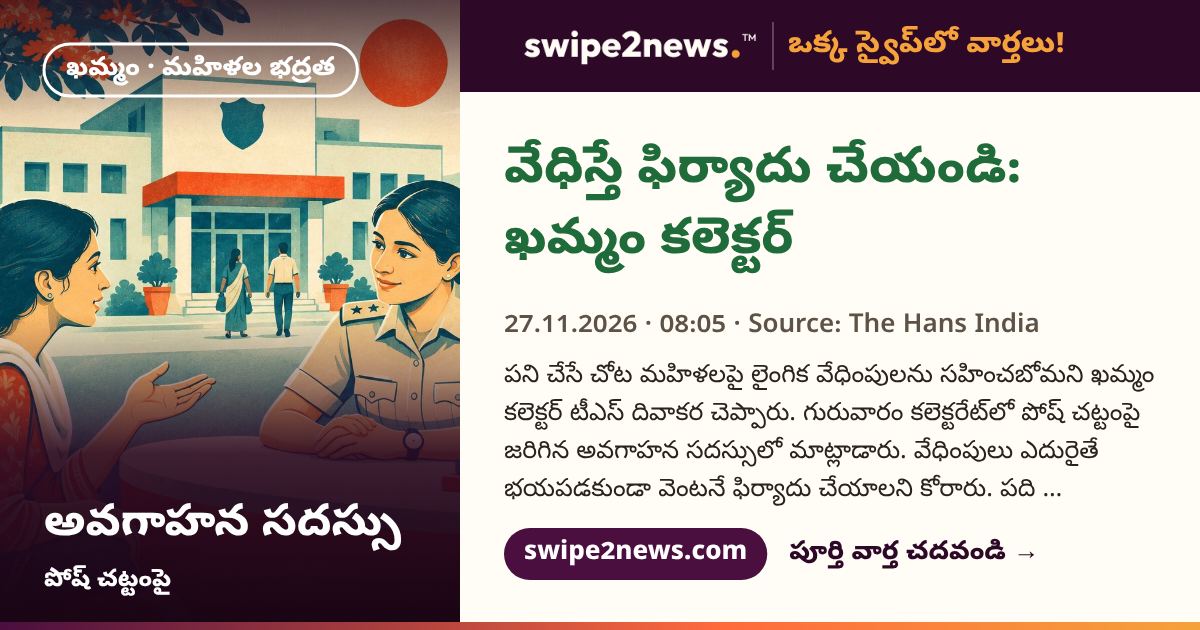 ఖమ్మం · మహిళల భద్రత
అవగాహన సదస్సు
పోష్ చట్టంపై
swipe2news.™
ఒక్క స్వైప్‌లో వార్తలు!
వేధిస్తే ఫిర్యాదు చేయండి:
ఖమ్మం కలెక్టర్
27.11.2026 · 08:05 · Source: The Hans India
పని చేసే చోట మహిళలపై లైంగిక వేధింపులను సహించబోమని ఖమ్మం
కలెక్టర్ టీఎస్ దివాకర చెప్పారు. గురువారం కలెక్టరేట్‌లో పోష్ చట్టంపై
జరిగిన అవగాహన సదస్సులో మాట్లాడారు. వేధింపులు ఎదురైతే
భయపడకుండా వెంటనే ఫిర్యాదు చేయాలని కోరారు. పది ...
swipe2news.com
పూర్తి వార్త చదవండి →